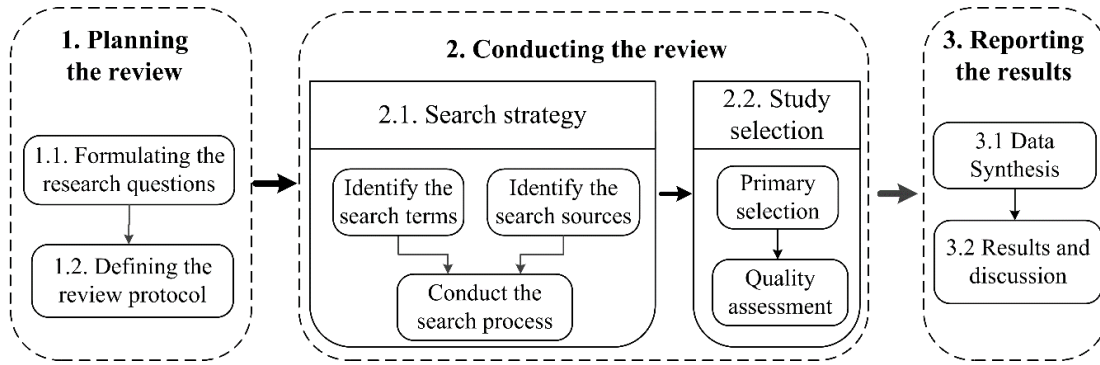 1. Planning
the review
1.1. Formulating the
research questions
1.2. Defining the
review protocol
2. Conducting the review
2.1. Search strategy
Identify the
search terms
Identify the
search sources
Conduct the
search process
2.2. Study
selection
Primary
selection
Quality
assessment
3. Reporting
the results
3.1 Data
Synthesis
3.2 Results and
discussion